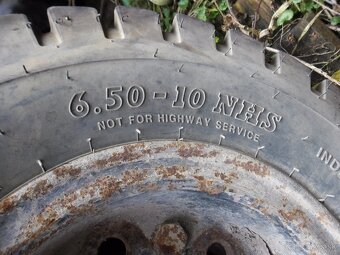 6.50-10 NHS
NOT FOR HIGHWAY SERVICE
IND